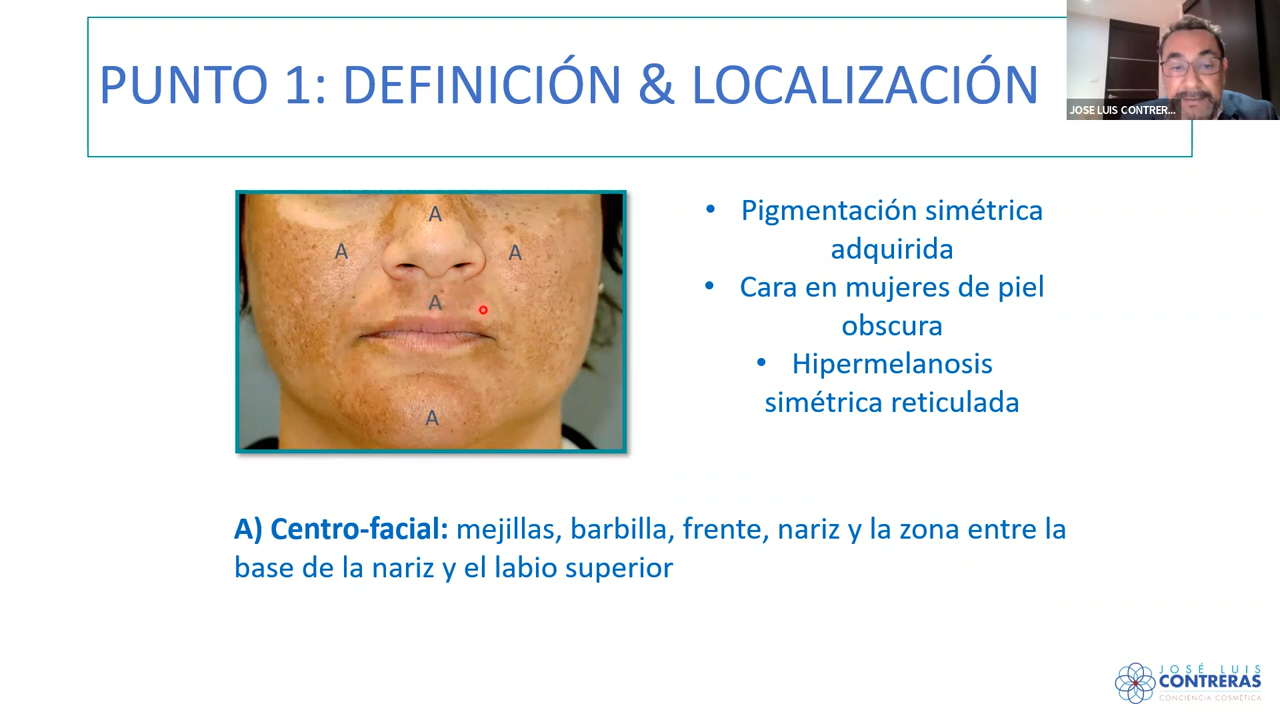 PUNTO 1: DEFINICIÓN & LOCALIZACIÓN
JOSE LUIS CONTRER...
A
A
A
A
A
• Pigmentación simétrica
adquirida
• Cara en mujeres de piel
obscura
• Hipermelanosis
simétrica reticulada
A) Centro-facial: mejillas, barbilla, frente, nariz y la zona entre la
base de la nariz y el labio superior
JOSÉ LUIS
CONTRERAS
CONCIENCIA COSMÉTICA